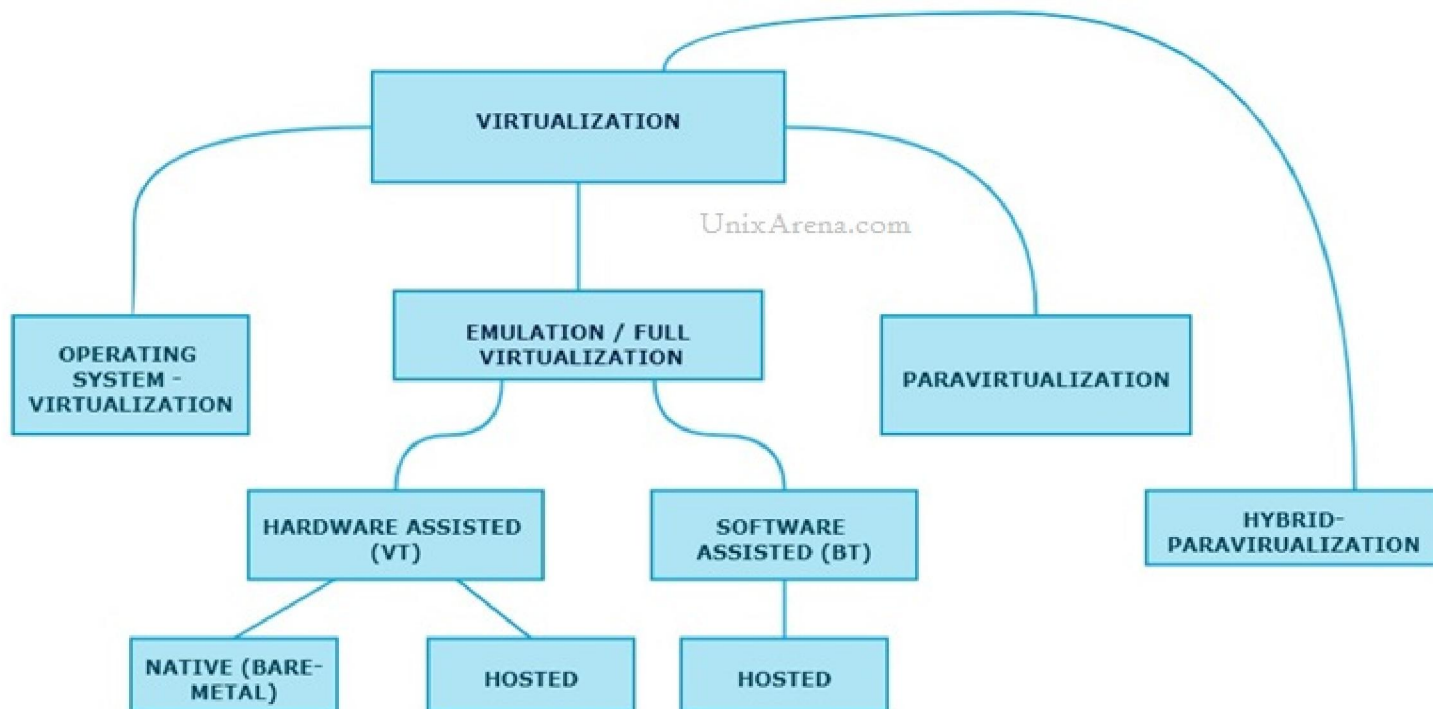 VIRTUALIZATION
UnixArena.com
OPERATING
SYSTEM -
VIRTUALIZATION
EMULATION / FULL
VIRTUALIZATION
PARAVIRTUALIZATION
HARDWARE ASSISTED
(VT)
SOFTWARE
ASSISTED (BT)
HYBRID-
PARAVIRUALIZATION
NATIVE (BARE-
METAL)
HOSTED
HOSTED